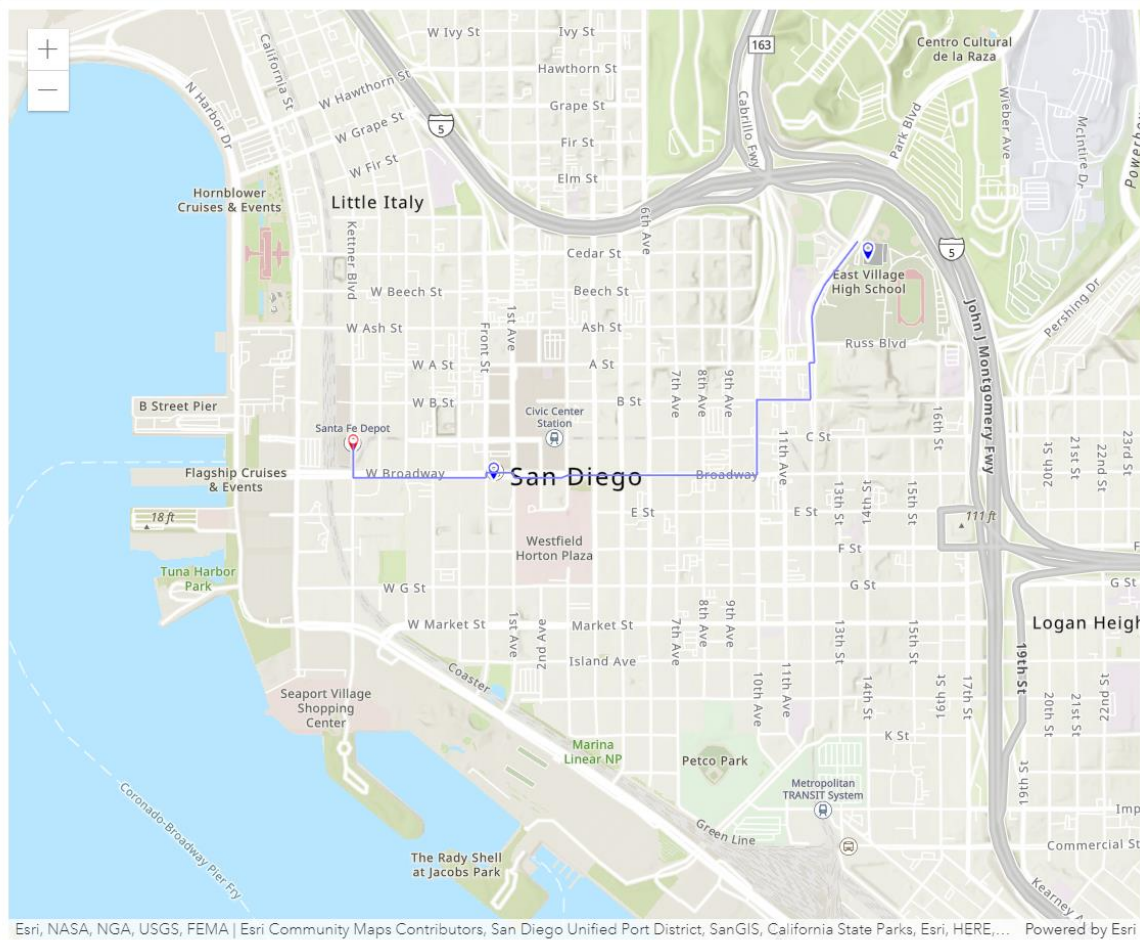 +
−
W Ivy St
Ivy St
163
Centro Cultural
de la Raza
California St
Hawthorn St
W Hawthorn St
N Harbor Dr
Grape St
W Grape St
Cabrillo Fwy
Park Blvd
Wieber Ave
McIntire Dr
5
Fir St
W Fir St
Elm St
Hornblower
Cruises & Events
Little Italy
6th Ave
Kettner Blvd
Cedar St
5
East Village
High School
W Beech St
Beech St
Pershing Dr
1st Ave
W Ash St
Front St
Ash St
Russ Blvd
John J Montgomery Fwy
W A St
A St
7th Ave
8th Ave
9th Ave
B Street Pier
W B St
B St
Civic Center
Station
16th St
Santa Fe Depot
C St
11th Ave
20th St
21st St
22nd St
23rd St
Flagship Cruises
& Events
W Broadway
San Diego
Broadway
13th St
14th St
15th St
18 ft
E St
E St
111 ft
Westfield
Horton Plaza
F St
F
Tuna Harbor
Park
W G St
G St
G St
W Market St
1st Ave
2nd Ave
Market St
7th Ave
8th Ave
9th Ave
13th St
15th St
Logan Heigh
Island Ave
19th St
Coaster
10th Ave
11th Ave
14th St
16th St
17th St
20th St
21st St
22nd St
Seaport Village
Shopping
Center
K St
Marina
Linear NP
Petco Park
Metropolitan
TRANSIT System
19th St
Coronado-Broadway Pier Fry
Imp
Green Line
Commercial St
The Rady Shell
at Jacobs Park
Kearney A
Esri, NASA, NGA, USGS, FEMA | Esri Community Maps Contributors, San Diego Unified Port District, SanGIS, California State Parks, Esri, HERE,... Powered by Esri